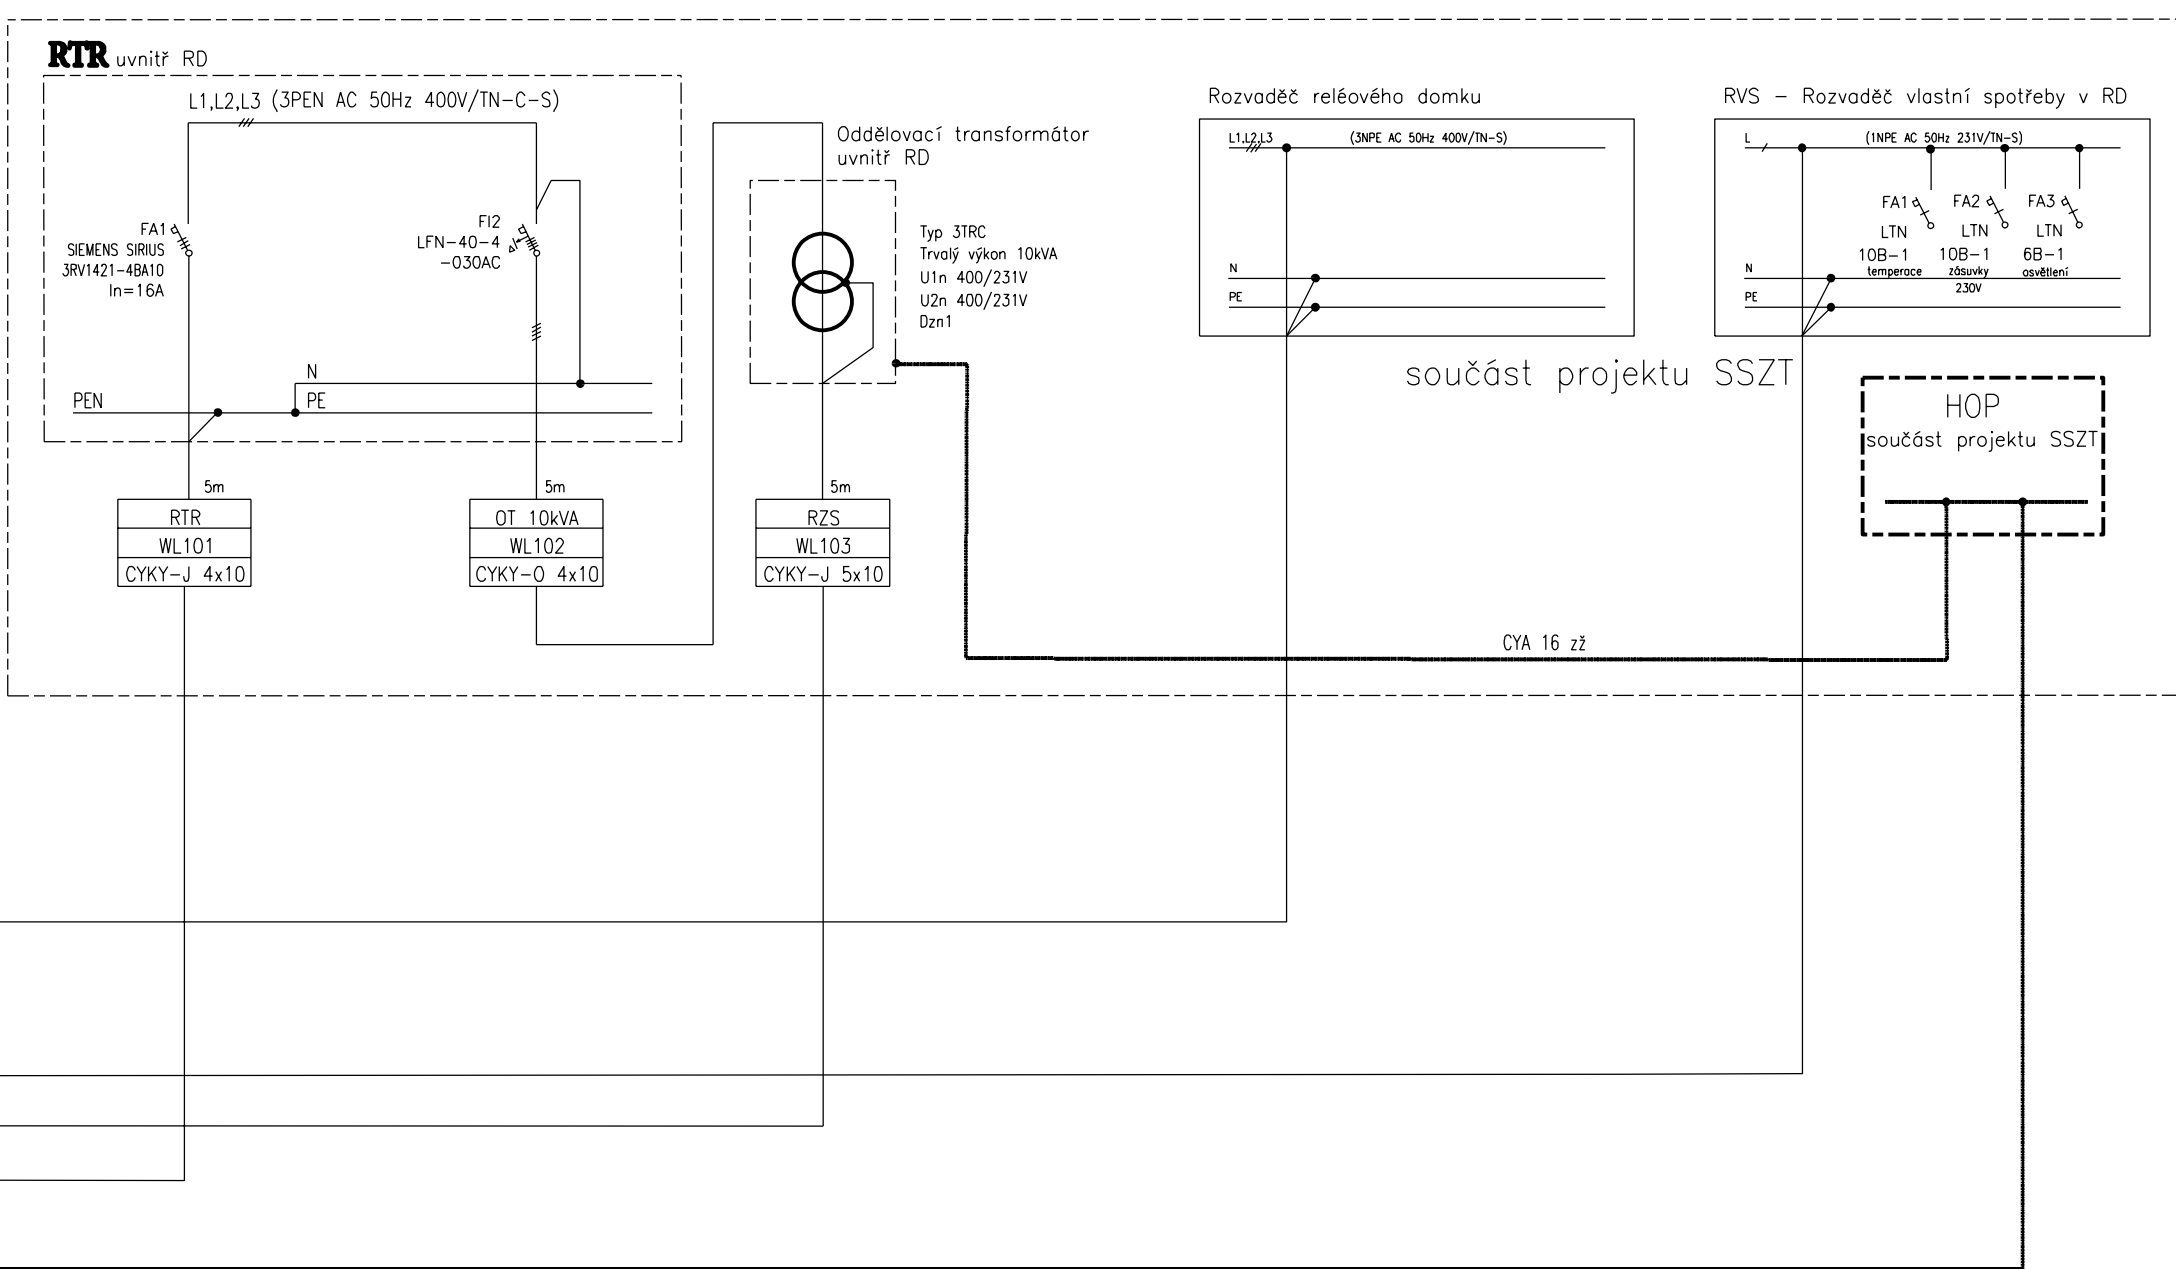 RTR uvnitř RD
L1,L2,L3 (3PEN AC 50Hz 400V/TN-C-S)
FA1
SIEMENS SIRIUS
3RV1421-4BA10
In=16A
FI2
LFN-40-4
-030AC
N
PEN
PE
5m
RTR
WL101
CYKY-J 4x10
5m
OT 10kVA
WL102
CYKY-O 4x10
Oddělovací transformátor
uvnitř RD
Typ 3TRC
Trvalý výkon 10kVA
U1n 400/231V
U2n 400/231V
Dzn1
5m
RZS
WL103
CYKY-J 5x10
Rozvaděč reléového domku
L1,L2,L3
(3NPE AC 50Hz 400V/TN-S)
N
PE
RVS - Rozvaděč vlastní spotřeby v RD
L
(1NPE AC 50Hz 231V/TN-S)
FA1
LTN
10B-1
temperace
FA2
LTN
10B-1
zásuvky
230V
FA3
LTN
6B-1
osvětlení
N
PE
součást projektu SSZT
HOP
součást projektu SSZT
CYA 16 zž